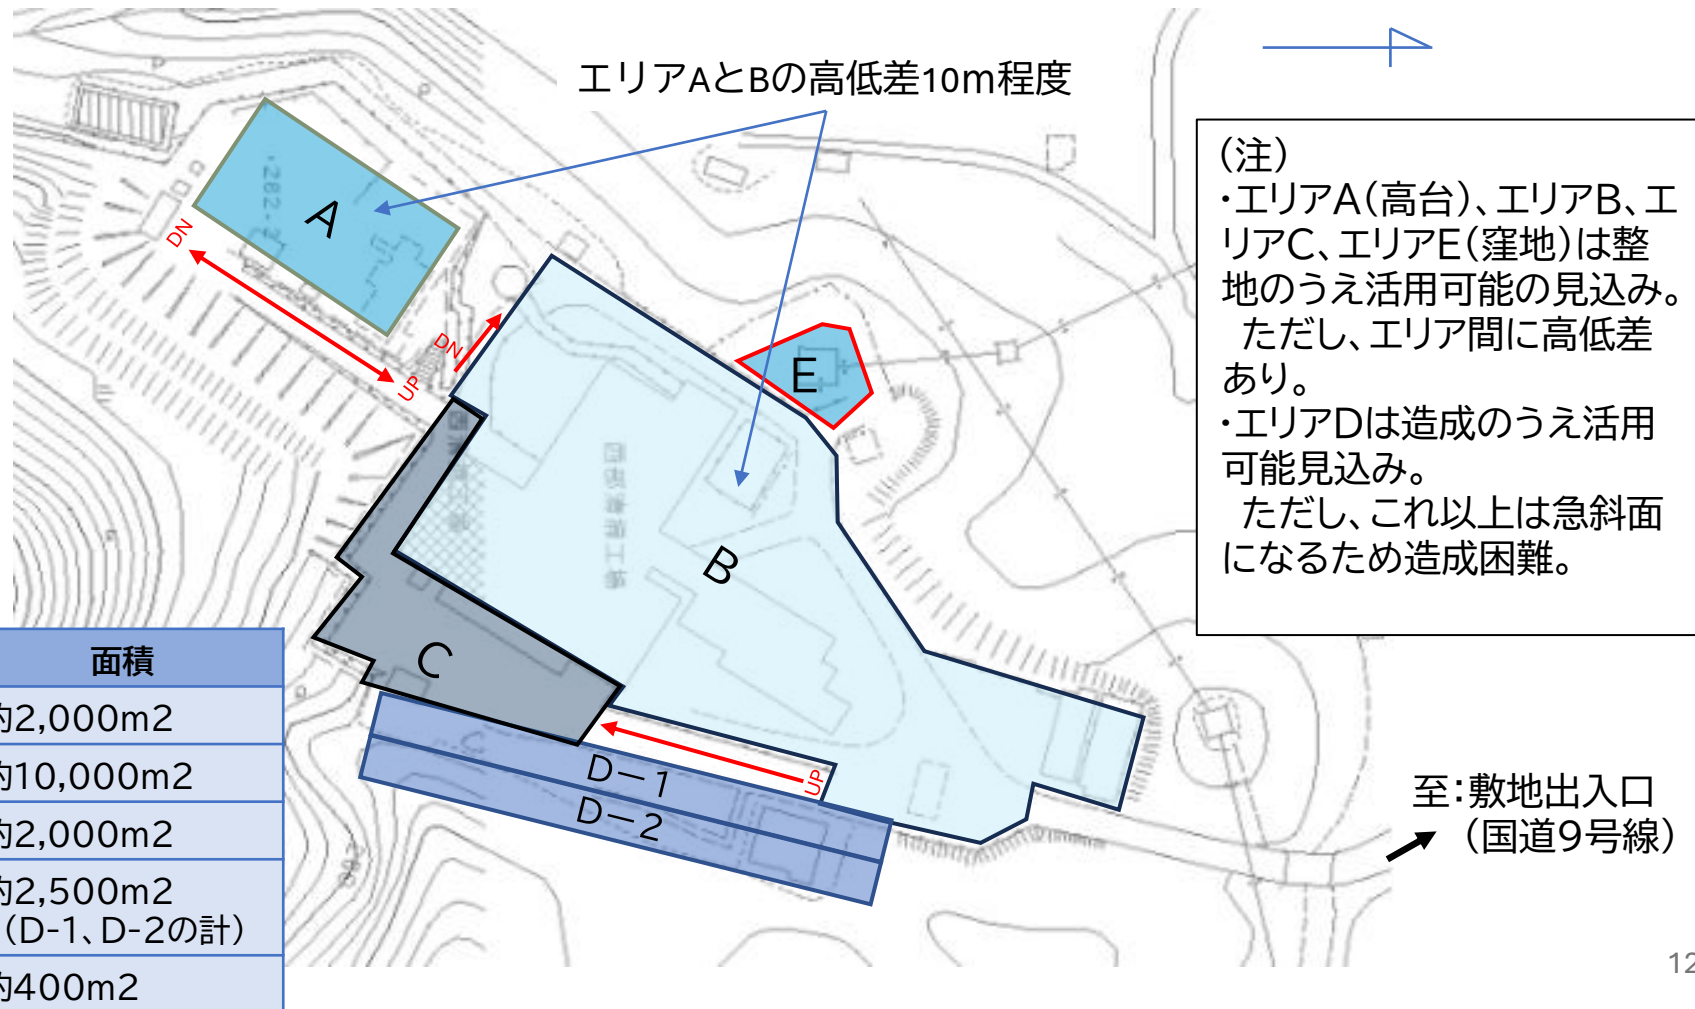 エリアAとBの高低差10m程度
(注)
・エリアA(高台)、エリアB、エ
リアC、エリアE(窪地)は整
地のうえ活用可能の見込み。
ただし、エリア間に高低差
あり。
・エリアDは造成のうえ活用
可能見込み。
ただし、これ以上は急斜面
になるため造成困難。
A
DN
UP
DN
E
B
C
UP
D−1
D−2
至:敷地出入口
(国道9号線)
面積
約2,000m2
約10,000m2
約2,000m2
約2,500m2
(D-1、D-2の計)
約400m2
12